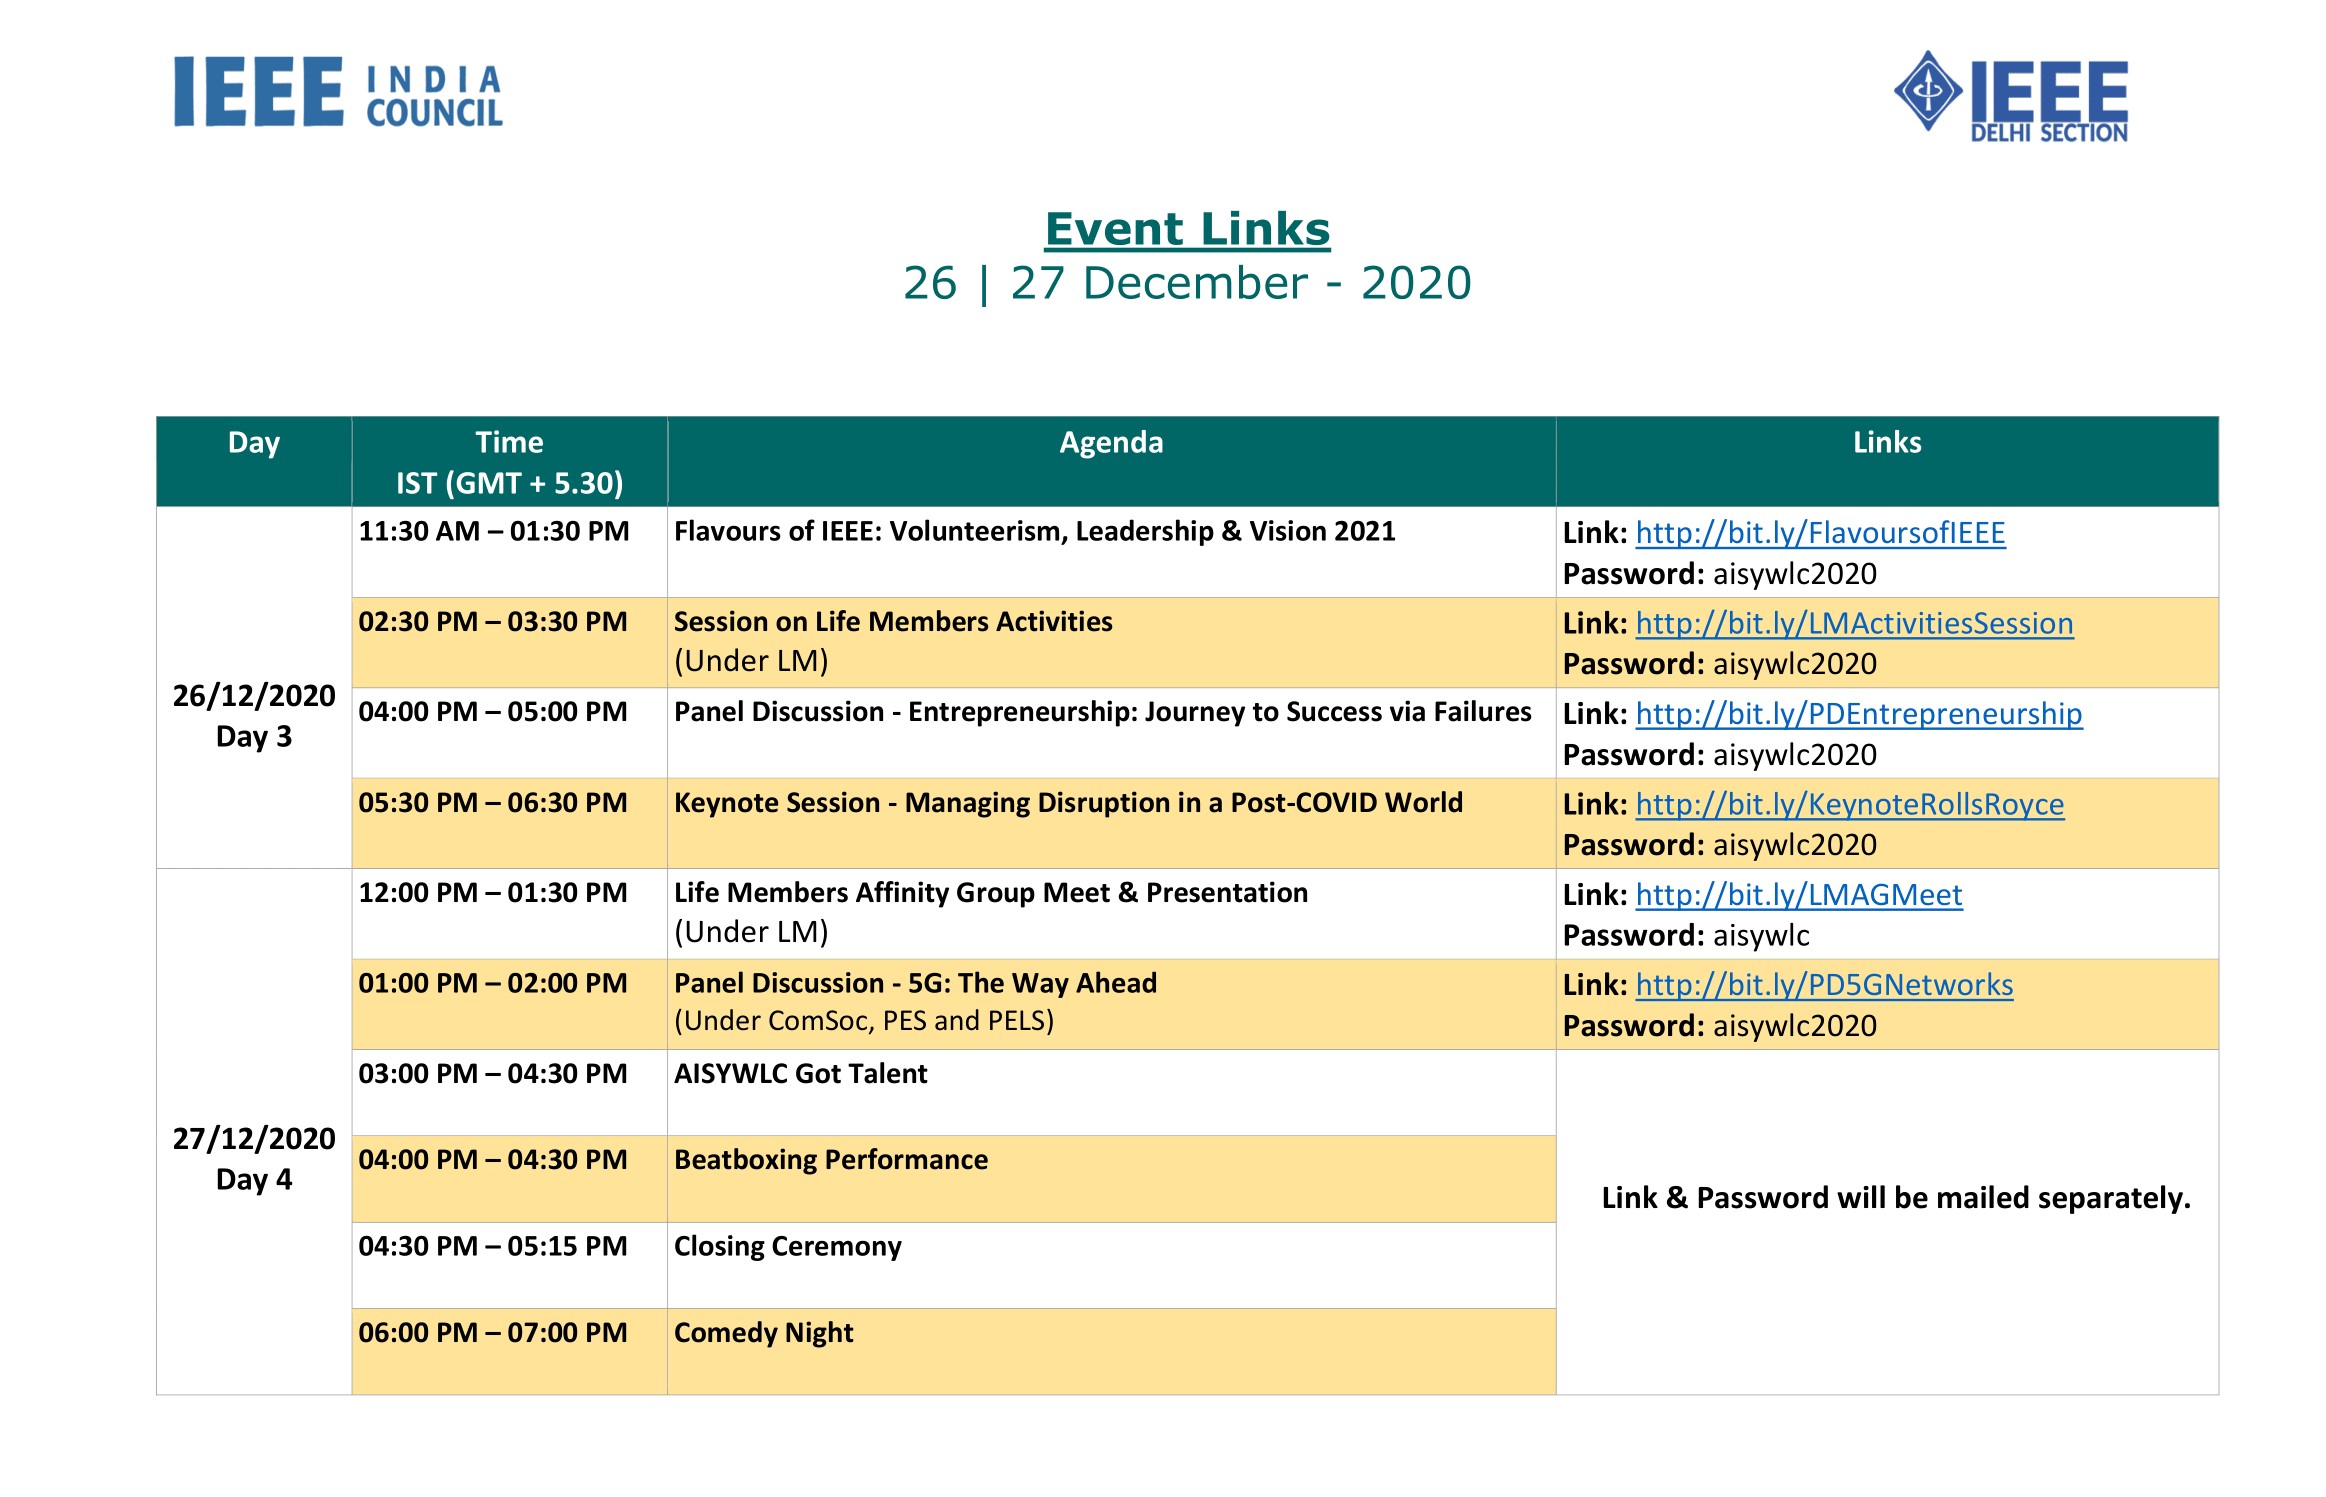 IEEE INDIA COUNCIL
IEEE DELHI SECTION
Event Links
26 | 27 December - 2020
Day
Time
IST (GMT + 5.30)
Agenda
Links
26/12/2020
Day 3
11:30 AM – 01:30 PM
Flavours of IEEE: Volunteerism, Leadership & Vision 2021
Link: http://bit.ly/FlavoursofIEEE
Password: aisywlc2020
02:30 PM – 03:30 PM
Session on Life Members Activities
(Under LM)
Link: http://bit.ly/LMActivitiesSession
Password: aisywlc2020
04:00 PM – 05:00 PM
Panel Discussion - Entrepreneurship: Journey to Success via Failures
Link: http://bit.ly/PDEntrepreneurship
Password: aisywlc2020
05:30 PM – 06:30 PM
Keynote Session - Managing Disruption in a Post-COVID World
Link: http://bit.ly/KeynoteRollsRoyce
Password: aisywlc2020
27/12/2020
Day 4
12:00 PM – 01:30 PM
Life Members Affinity Group Meet & Presentation
(Under LM)
Link: http://bit.ly/LMAGMeet
Password: aisywlc
01:00 PM – 02:00 PM
Panel Discussion - 5G: The Way Ahead
(Under ComSoc, PES and PELS)
Link: http://bit.ly/PD5GNetworks
Password: aisywlc2020
03:00 PM – 04:30 PM
AISYWLC Got Talent
04:00 PM – 04:30 PM
Beatboxing Performance
04:30 PM – 05:15 PM
Closing Ceremony
06:00 PM – 07:00 PM
Comedy Night
Link & Password will be mailed separately.